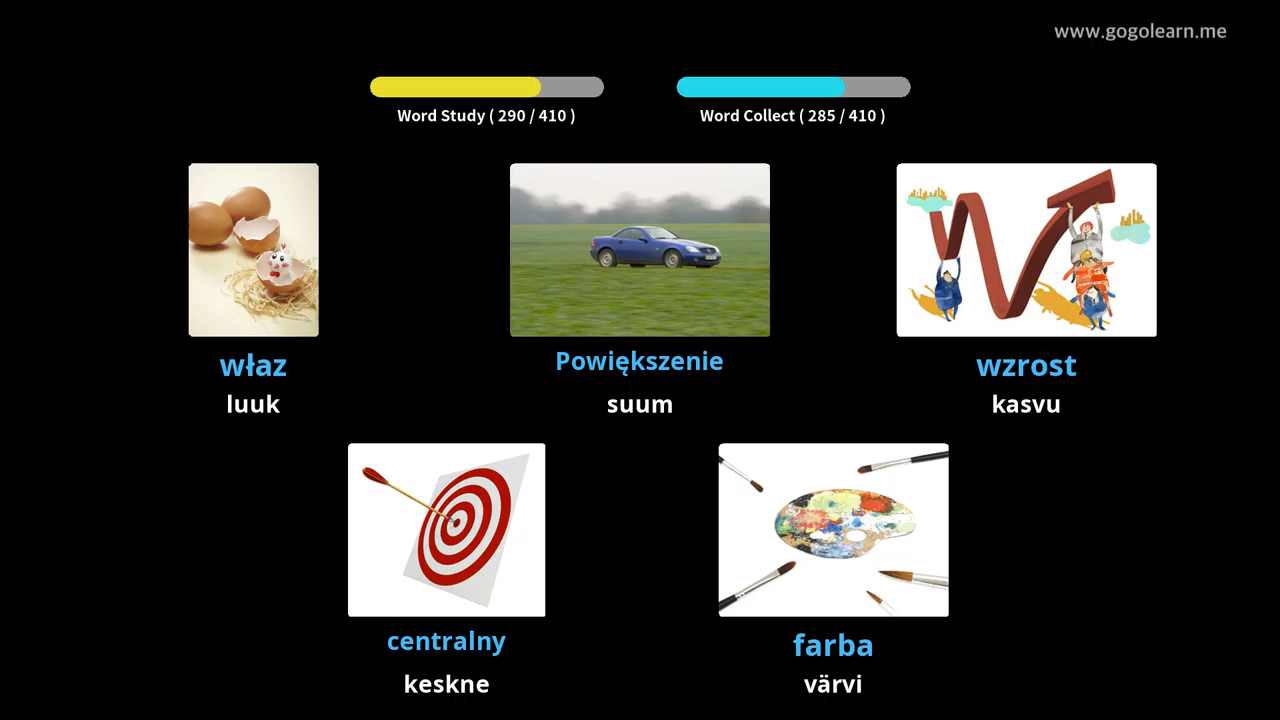 www.gogolearn.me
Word Study ( 290 / 410 )
Word Collect ( 285 / 410 )
właz
luuk
Powiększenie
suum
wzrost
kasvu
centralny
keskne
farba
värvi